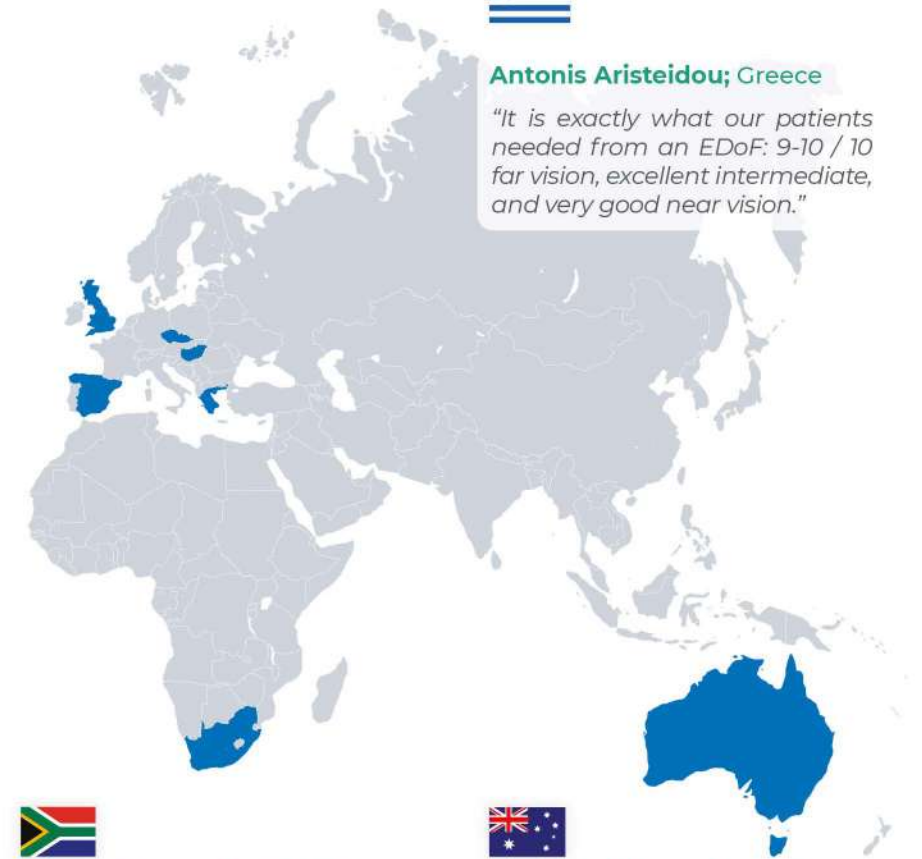 Antonis Aristeidou; Greece
“It is exactly what our patients
needed from an EDoF: 9-10 / 10
far vision, excellent intermediate,
and very good near vision.”